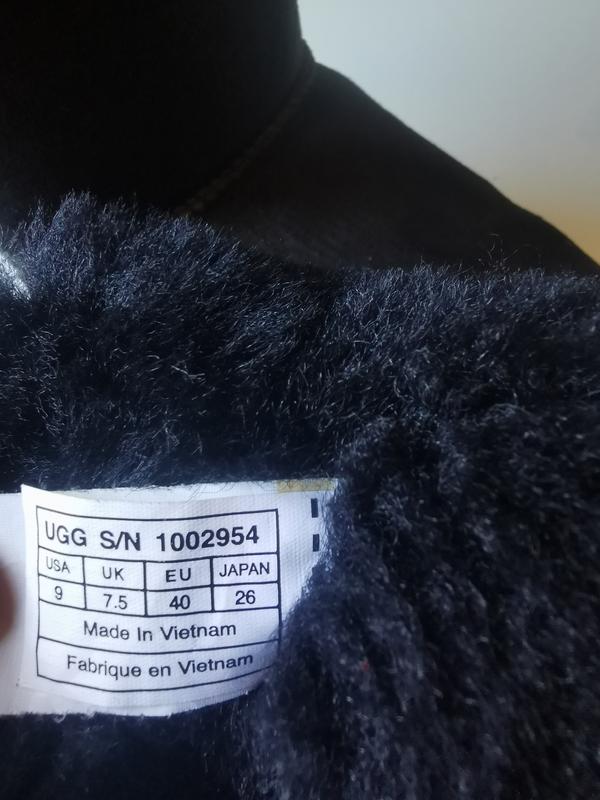 UGG S/N 1002954
USA UK EU JAPAN
9 7.5 40 26
Made In Vietnam
Fabrique en Vietnam